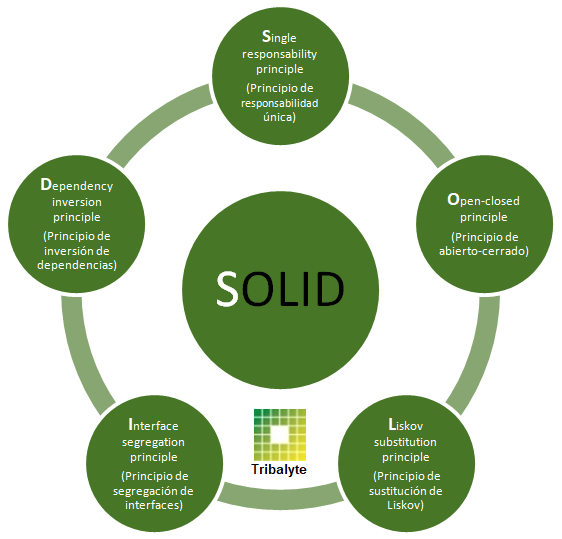 Single
responsability
principle
(Principio de
responsabilidad
única)
Open-closed
principle
(Principio de
abierto-cerrado)
Liskov
substitution
principle
(Principio de
sustitución de
Liskov)
Interface
segregation
principle
(Principio de
segregación de
interfaces)
Dependency
inversion
principle
(Principio de
inversión de
dependencias)
SOLID
Tribalyte